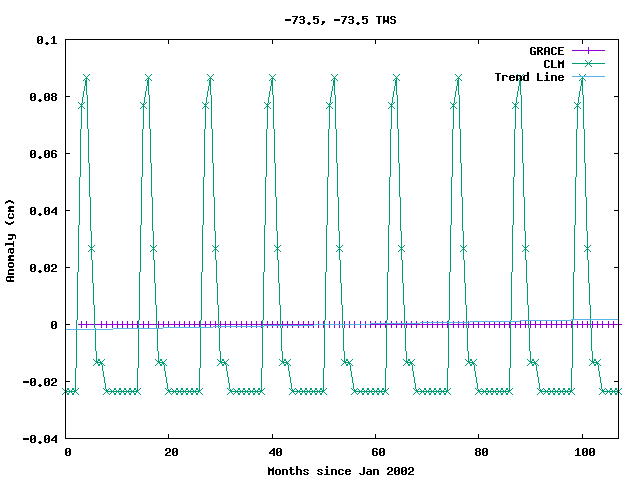 -73.5, -73.5 TWS
0.1
0.08
0.06
0.04
0.02
0
-0.02
-0.04
Anomaly (cm)
GRACE
CLM
Trend Line
0 20 40 60 80 100
Months since Jan 2002